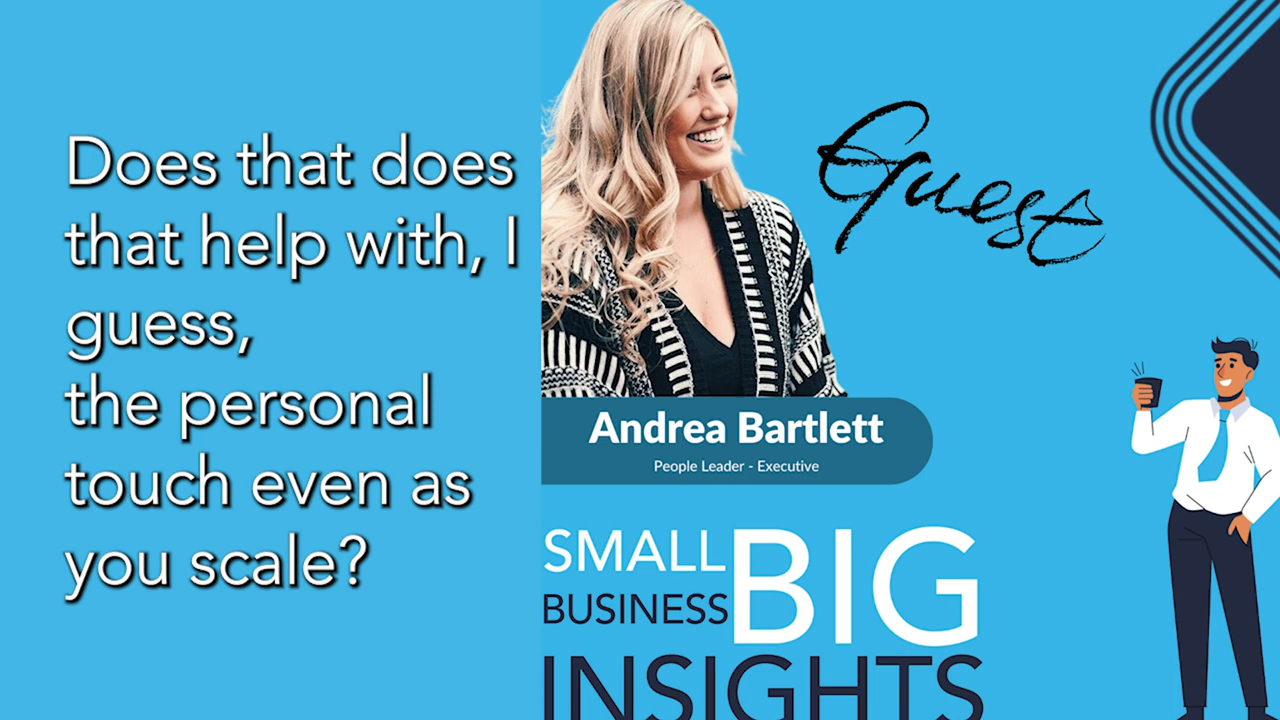 Does that does
that help with, I
guess,
the personal
touch even as
you scale?
Guest
Andrea Bartlett
People Leader - Executive
SMALL
BUSINESS
BIG
INSIGHTS